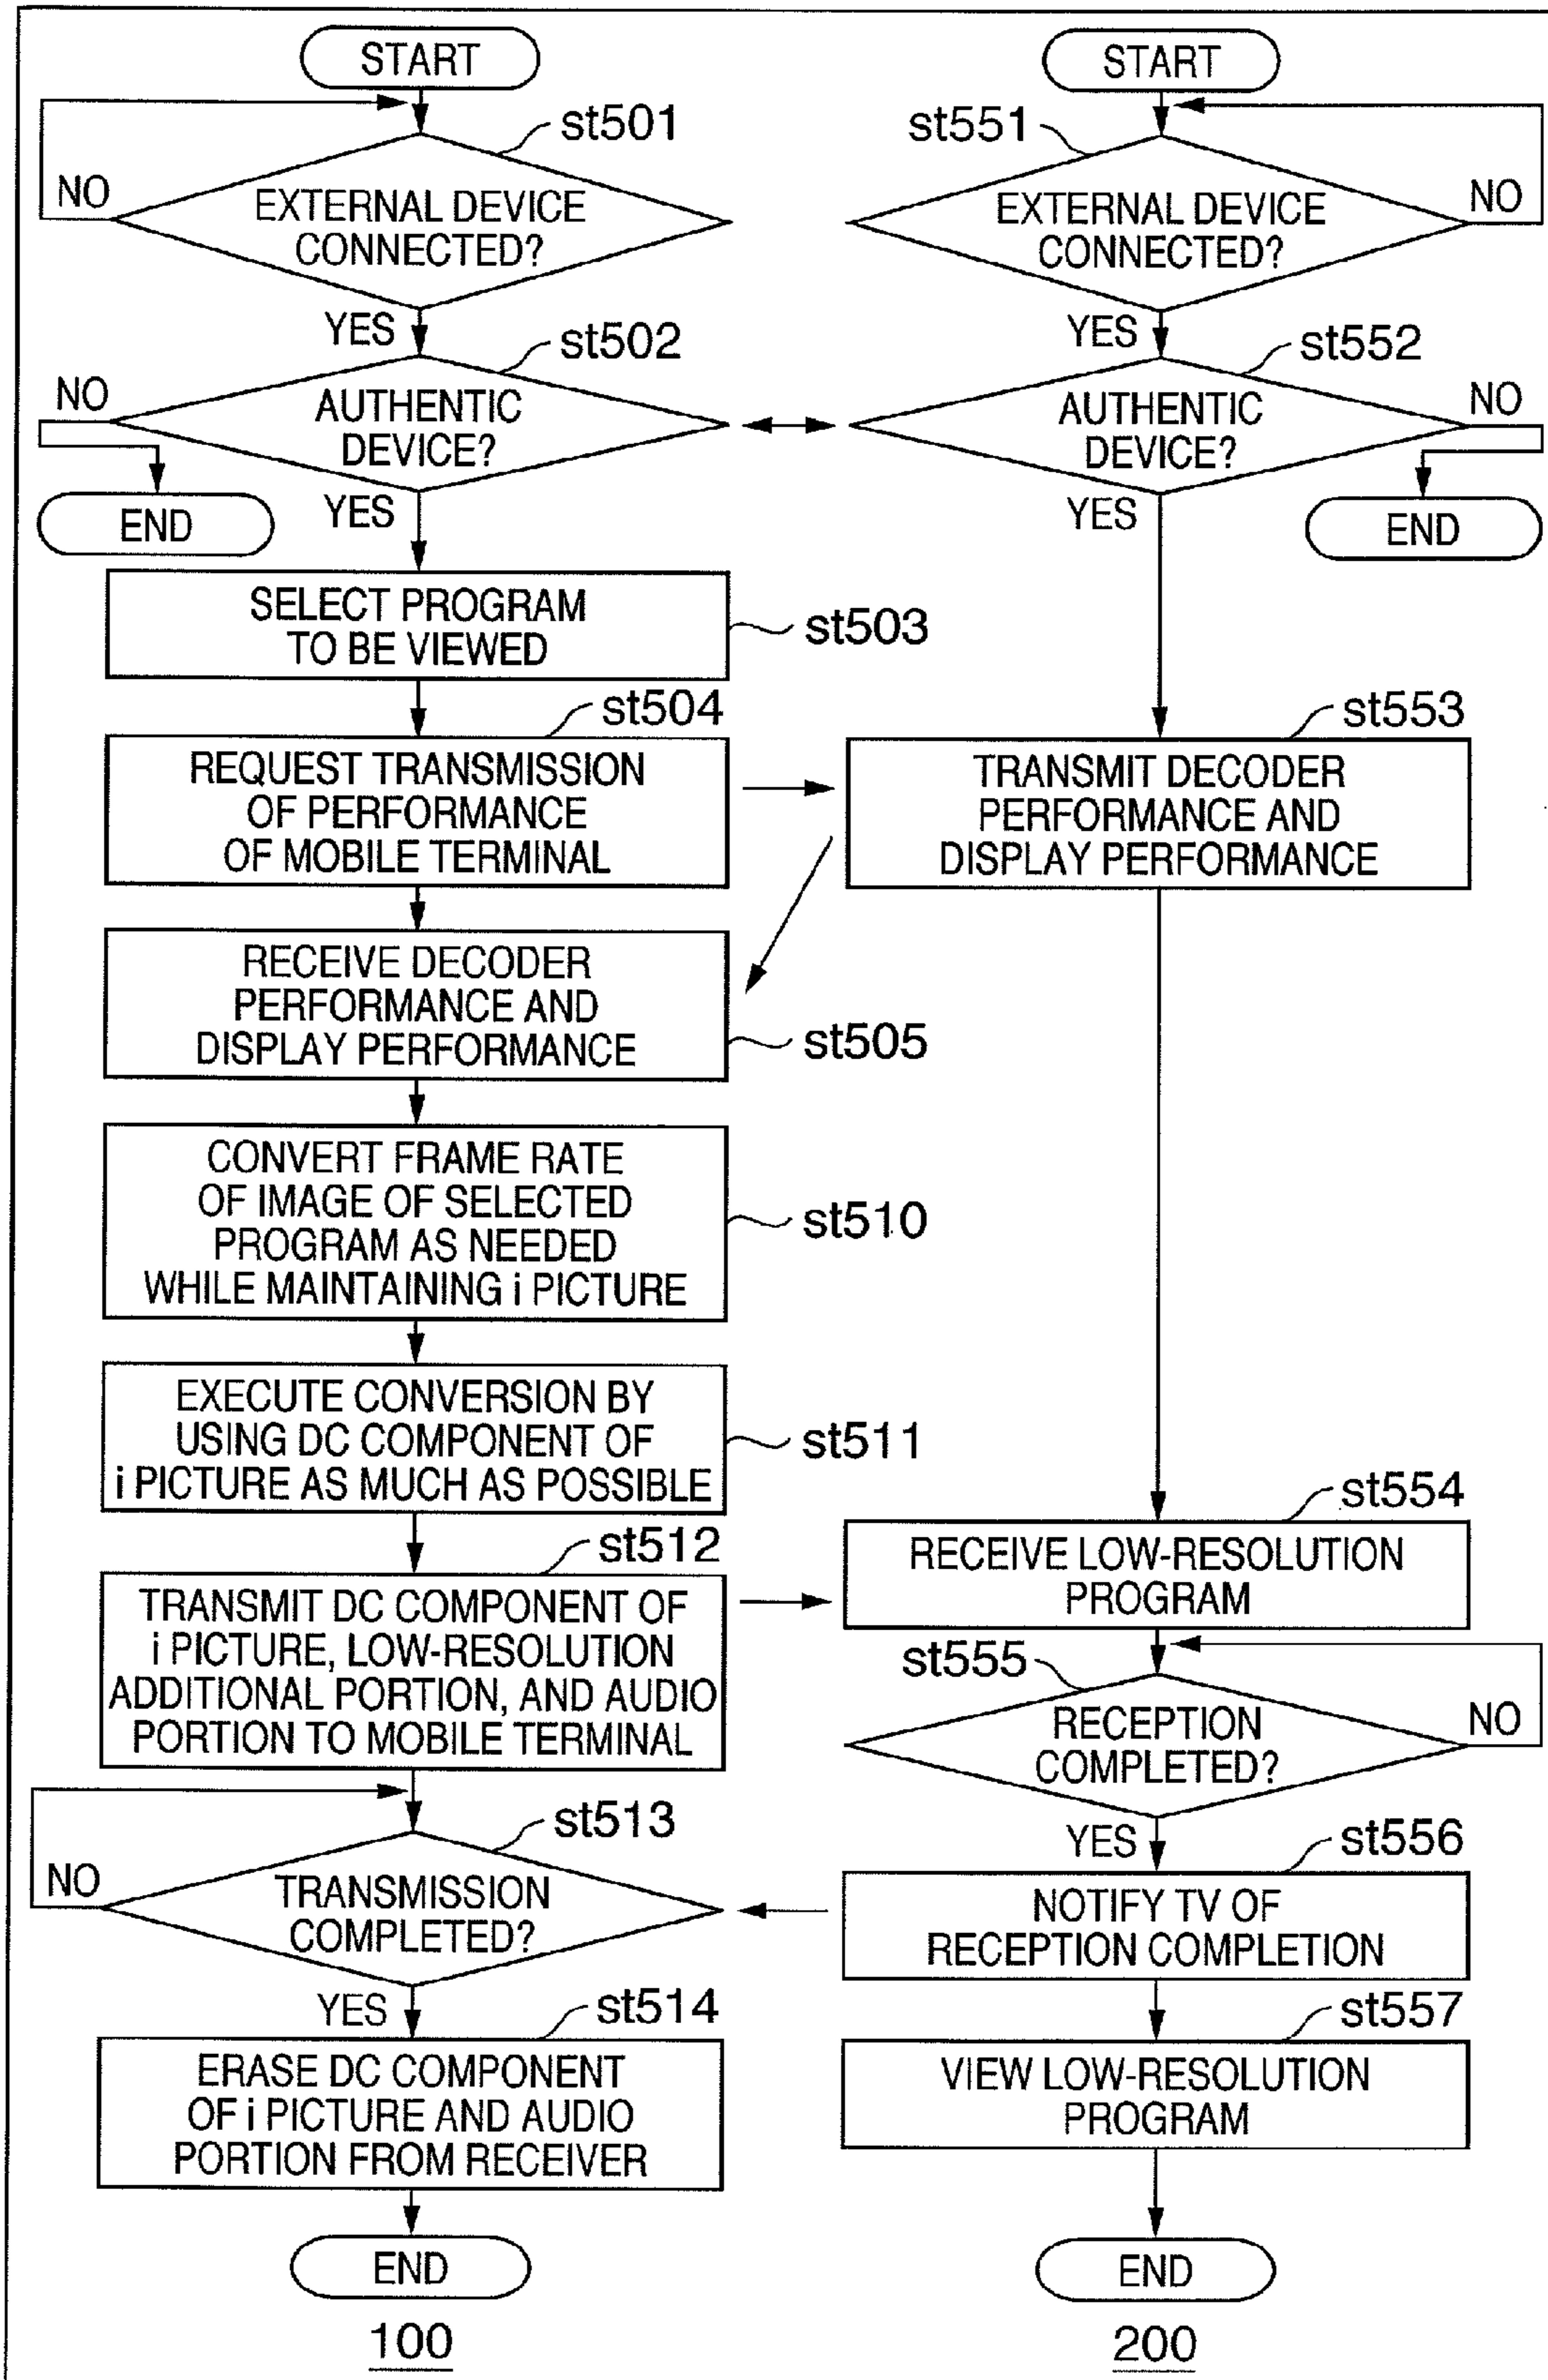 START
st501
NO
EXTERNAL DEVICE
CONNECTED?
YES
st502
NO
AUTHENTIC
DEVICE?
END
YES
SELECT PROGRAM
TO BE VIEWED
st503
st504
REQUEST TRANSMISSION
OF PERFORMANCE
OF MOBILE TERMINAL
RECEIVE DECODER
PERFORMANCE AND
DISPLAY PERFORMANCE
st505
CONVERT FRAME RATE
OF IMAGE OF SELECTED
PROGRAM AS NEEDED
WHILE MAINTAINING i PICTURE
st510
EXECUTE CONVERSION BY
USING DC COMPONENT OF
i PICTURE AS MUCH AS POSSIBLE
st511
st512
TRANSMIT DC COMPONENT OF
i PICTURE, LOW-RESOLUTION
ADDITIONAL PORTION, AND AUDIO
PORTION TO MOBILE TERMINAL
st513
NO
TRANSMISSION
COMPLETED?
YES
st514
ERASE DC COMPONENT
OF i PICTURE AND AUDIO
PORTION FROM RECEIVER
END
100
START
st551
NO
EXTERNAL DEVICE
CONNECTED?
YES
st552
NO
AUTHENTIC
DEVICE?
YES
END
st553
TRANSMIT DECODER
PERFORMANCE AND
DISPLAY PERFORMANCE
st554
RECEIVE LOW-RESOLUTION
PROGRAM
st555
RECEPTION
COMPLETED?
NO
YES
st556
NOTIFY TV OF
RECEPTION COMPLETION
st557
VIEW LOW-RESOLUTION
PROGRAM
END
200